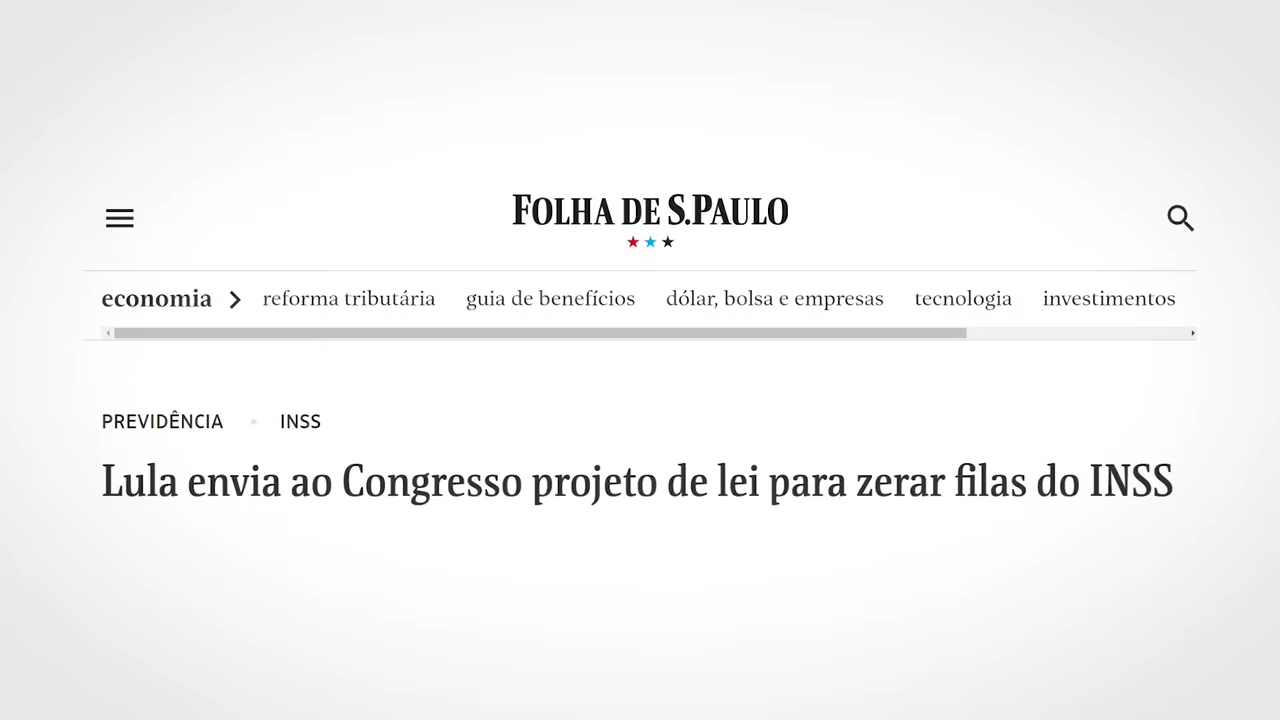 FOLHA DE S.PAULO
economia reforma tributária guia de benefícios dólar, bolsa e empresas tecnologia investimentos
PREVIDÊNCIA INSS
Lula envia ao Congresso projeto de lei para zerar filas do INSS